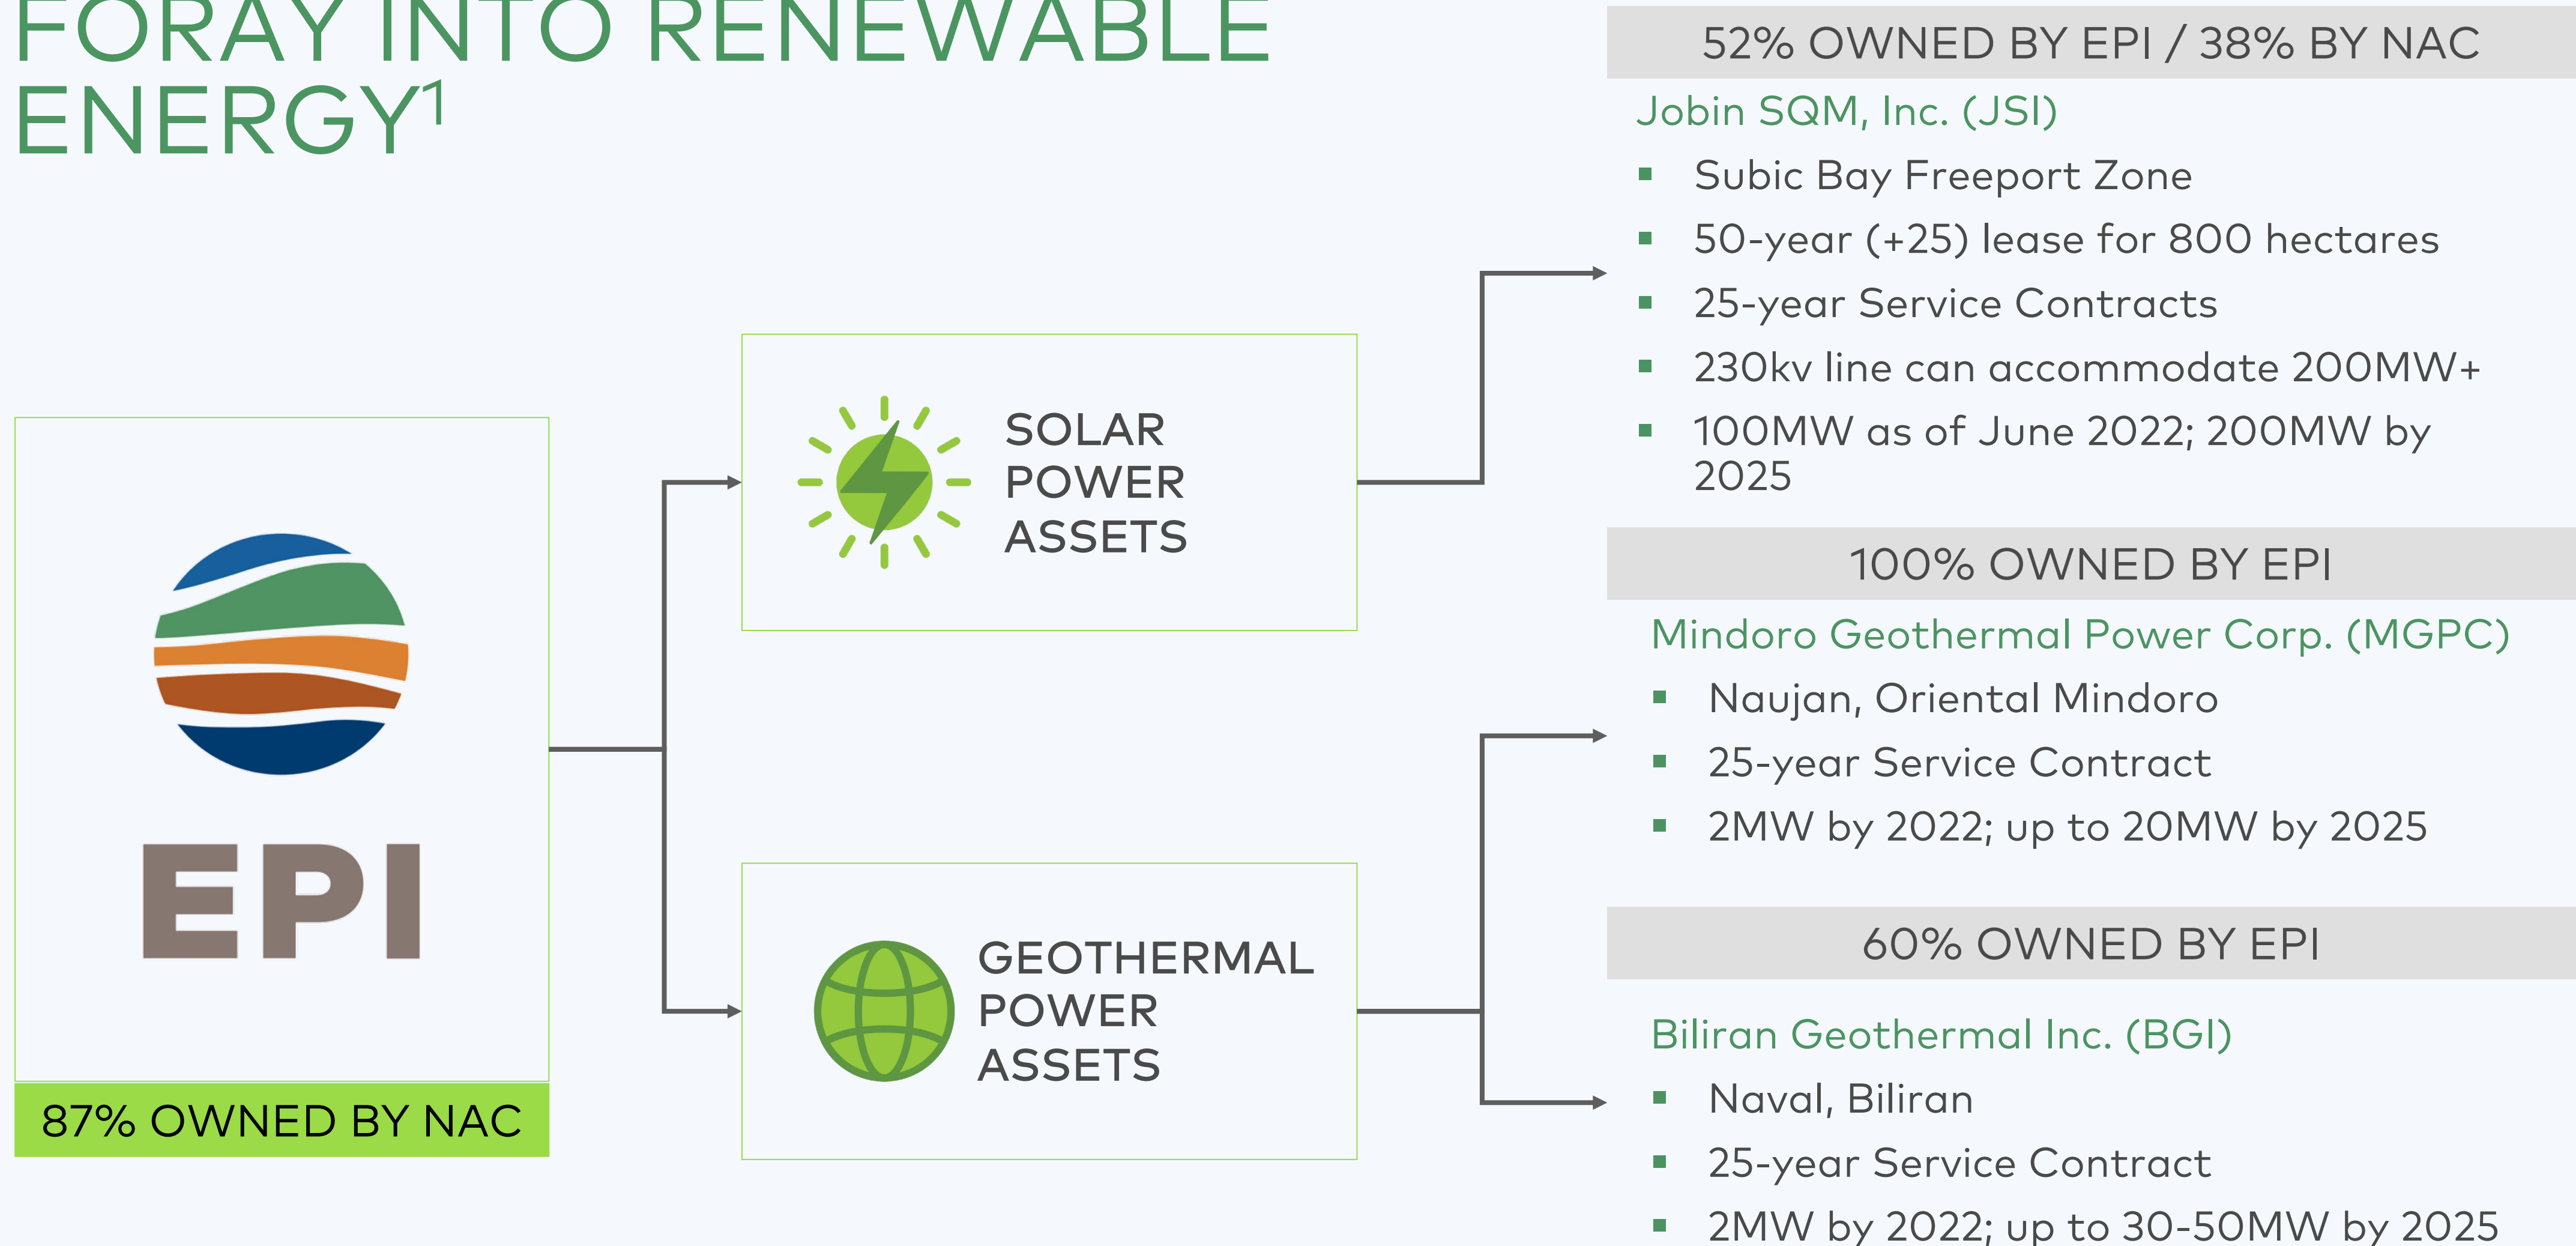 FORAY INTO RENEWABLE
ENERGY¹
EPI
87% OWNED BY NAC
SOLAR
POWER
ASSETS
GEOTHERMAL
POWER
ASSETS
52% OWNED BY EPI / 38% BY NAC
Jobin SQM, Inc. (JSI)
▪ Subic Bay Freeport Zone
▪ 50-year (+25) lease for 800 hectares
▪ 25-year Service Contracts
▪ 230kv line can accommodate 200MW+
▪ 100MW as of June 2022; 200MW by
2025
100% OWNED BY EPI
Mindoro Geothermal Power Corp. (MGPC)
▪ Naujan, Oriental Mindoro
▪ 25-year Service Contract
▪ 2MW by 2022; up to 20MW by 2025
60% OWNED BY EPI
Biliran Geothermal Inc. (BGI)
▪ Naval, Biliran
▪ 25-year Service Contract
▪ 2MW by 2022; up to 30-50MW by 2025